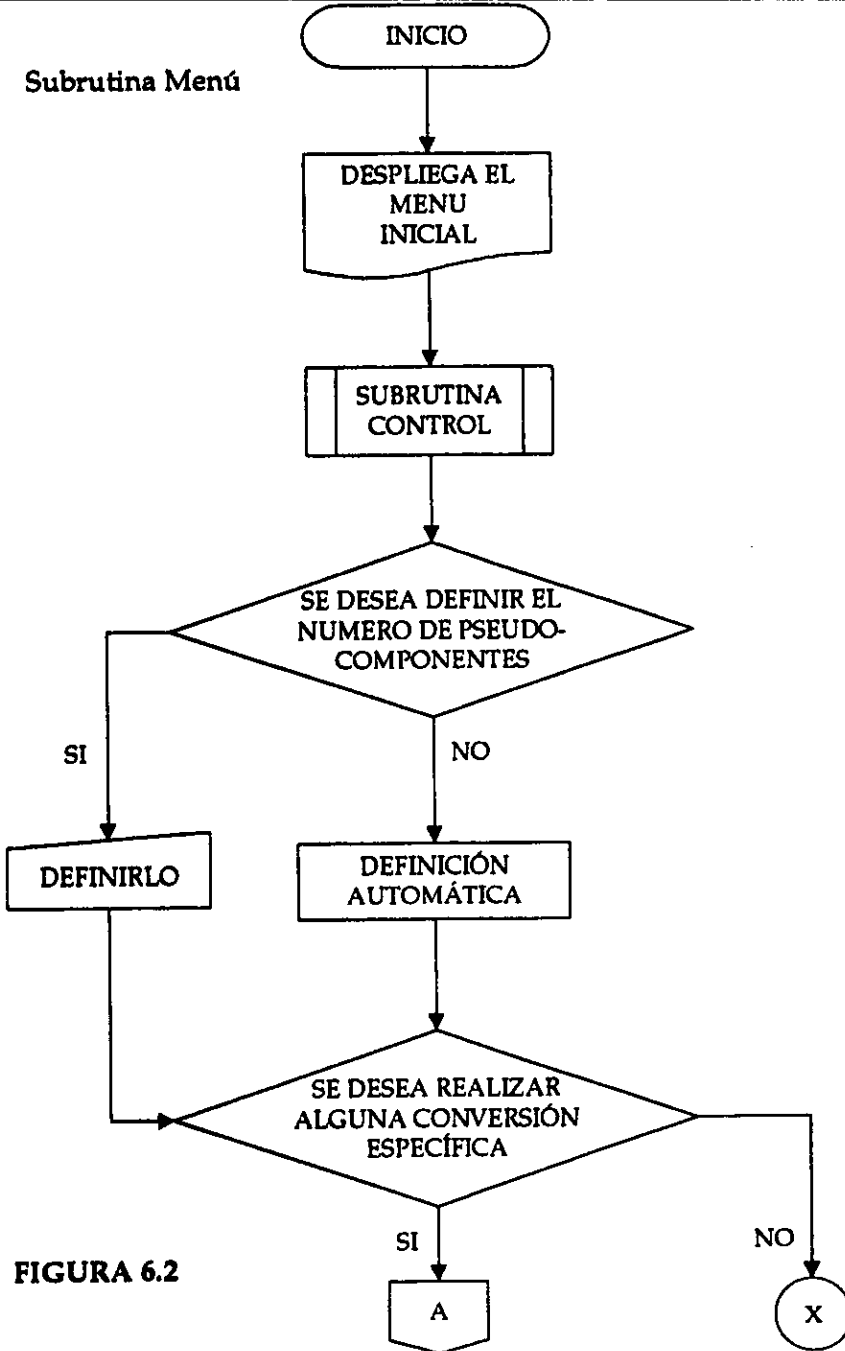 INICIO
Subrutina Menú
DESPLIEGA EL
MENU
INICIAL
SUBRUTINA
CONTROL
SE DESEA DEFINIR EL
NUMERO DE PSEUDO-
COMPONENTES
SI
NO
DEFINIRLO
DEFINICIÓN
AUTOMÁTICA
SE DESEA REALIZAR
ALGUNA CONVERSIÓN
ESPECÍFICA
SI
NO
FIGURA 6.2
A
X